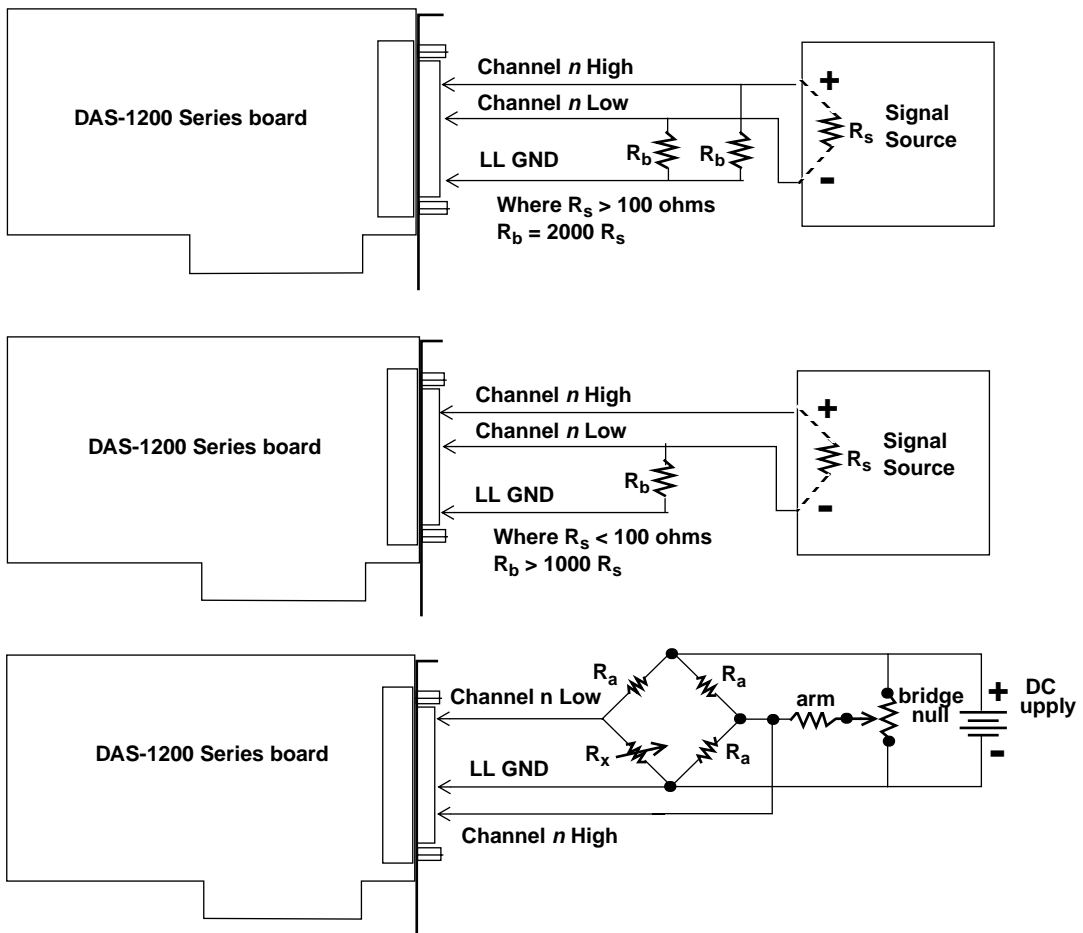 Channel n High
Channel n Low
DAS-1200 Series board
LL GND
Rb
Rb
Where Rs > 100 ohms
Rb = 2000 Rs
+
Rs
-
Signal
Source
Channel n High
Channel n Low
DAS-1200 Series board
LL GND
Rb
Where Rs < 100 ohms
Rb > 1000 Rs
+
Rs
-
Signal
Source
Channel n Low
DAS-1200 Series board
LL GND
Channel n High
Ra
Ra
Rx
Ra
arm
bridge
null
+
-
DC
upply